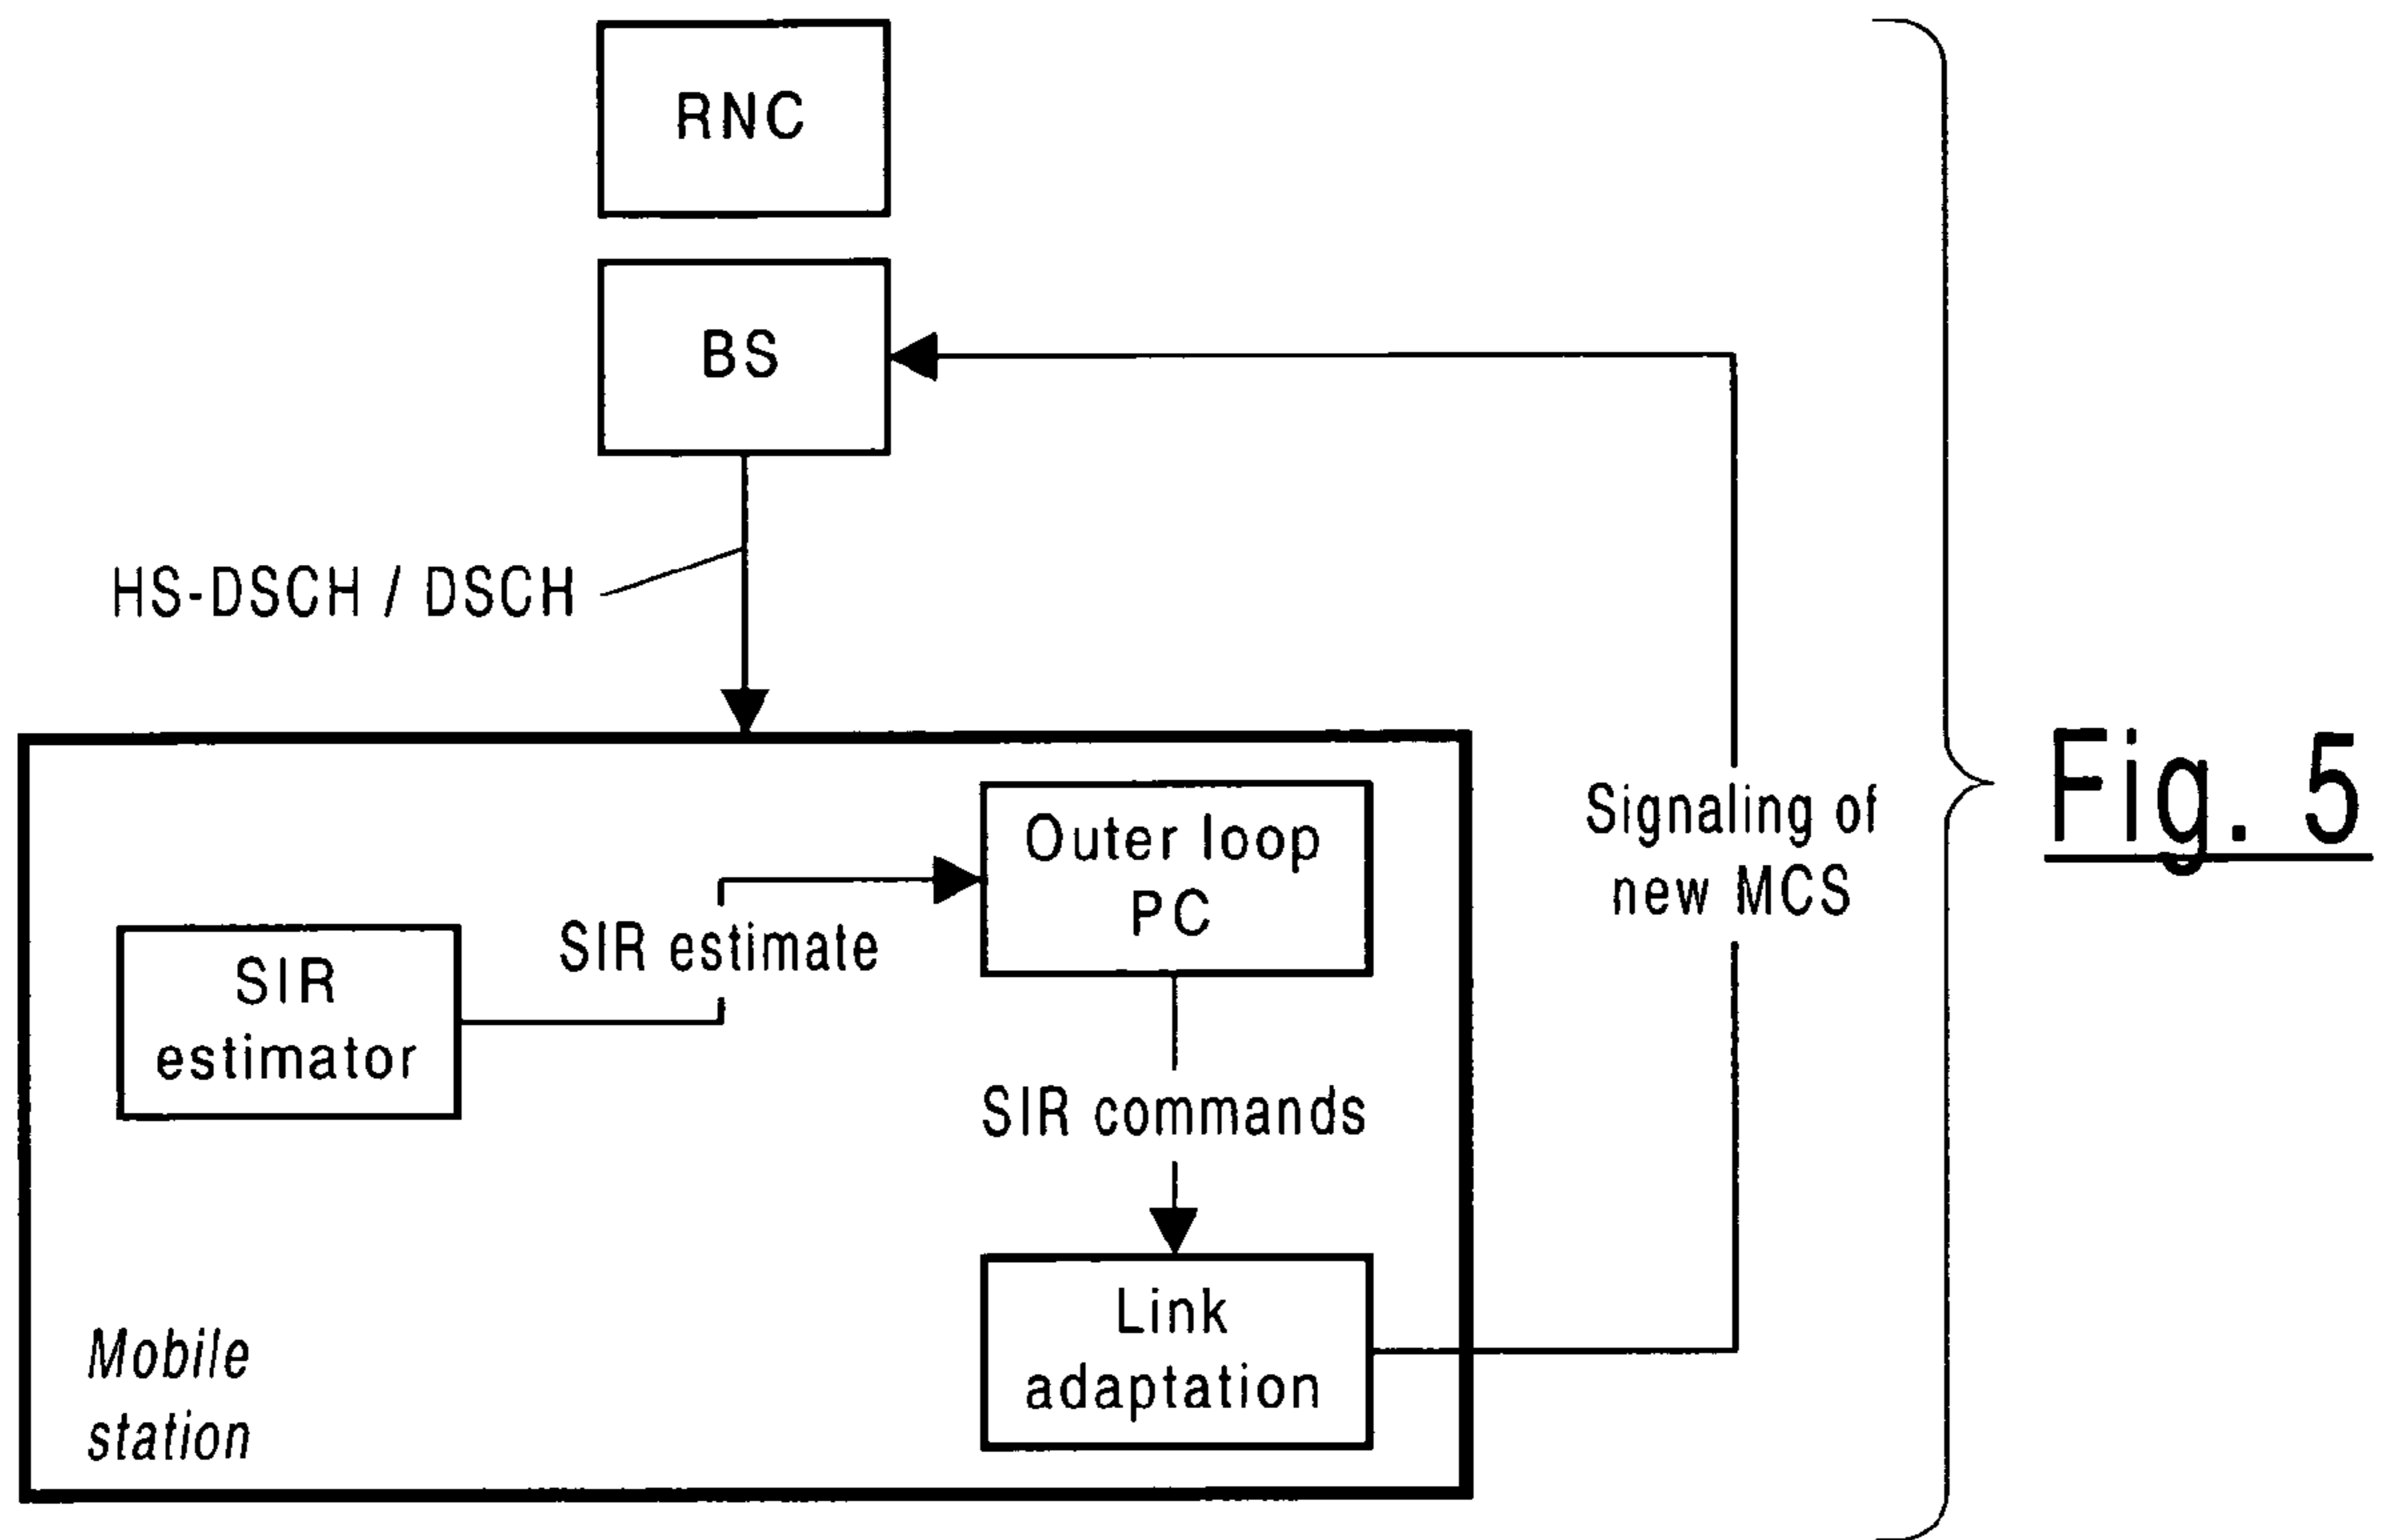 RNC
BS
HS-DSCH / DSCH
Outer loop
PC
SIR estimate
SIR
estimator
SIR commands
Link
adaptation
Mobile
station
Signaling of
new MCS
Fig. 5